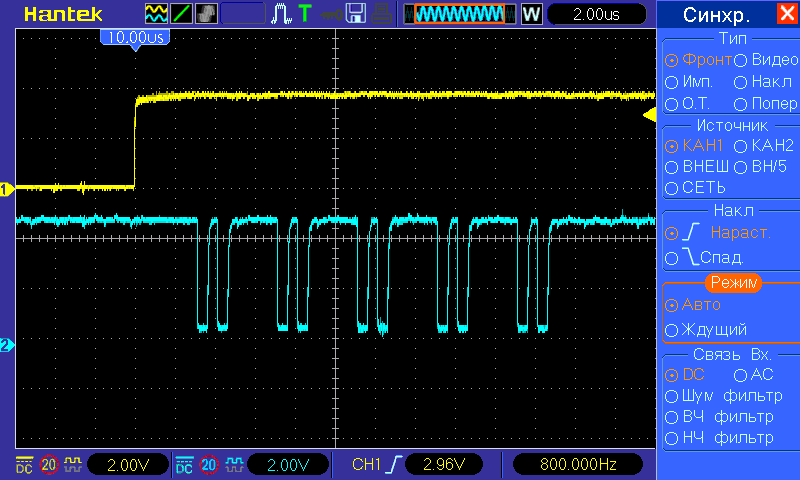 Hantek T W 2.00us Синхр.
10.00us
Тип
Фронт Видео
Имп. Накл
О.Т. Попер
Источник
КАН1 КАН2
ВНЕШ ВН/5
СЕТЬ
Накл
Нараст.
Спад.
Режим
Авто
Ждущий
Связь Вх.
DC AC
Шум фильтр
ВЧ фильтр
НЧ фильтр
1
2
DC 20 2.00V DC 20 2.00V CH1 2.96V 800.000Hz